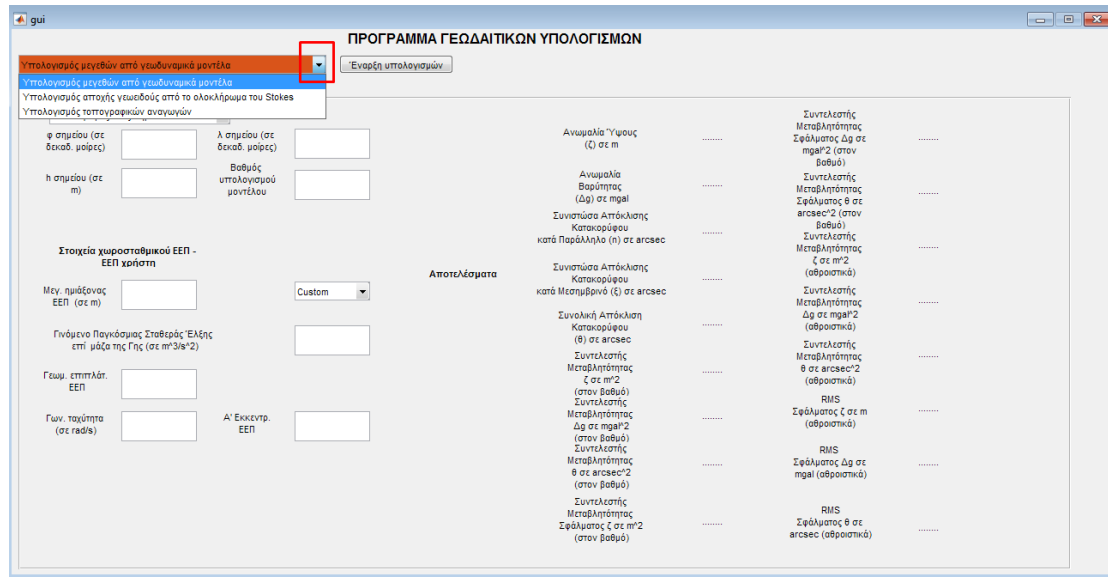 gui
ΠΡΟΓΡΑΜΜΑ ΓΕΩΔΑΙΤΙΚΩΝ ΥΠΟΛΟΓΙΣΜΩΝ
Υπολογισμός μεγεθών από γεωδυναμικά μοντέλα
Έναρξη υπολογισμών
Υπολογισμός μεγεθών από γεωδυναμικά μοντέλα
Υπολογισμός αποχής γεωειδούς από το ολοκλήρωμα του Stokes
Υπολογισμός τοπογραφικών αναγωγών
φ σημείου (σε
δεκαδ. μοίρες)
λ σημείου (σε
δεκαδ. μοίρες)
h σημείου (σε
m)
Βαθμός
υπολογισμού
μοντέλου
Στοιχεία χωροσταθμικού ΕΕΠ -
ΕΕΠ χρήστη
Μεγ. ημιάξονας
ΕΕΠ (σε m)
Custom
Γινόμενο Παγκόσμιας Σταθεράς Έλξης
επί μάζα της Γης (σε m^3/s^2)
Γεωμ. επιπλάτ.
ΕΕΠ
Γων. ταχύτητα
(σε rad/s)
Α' Εκκεντρ.
ΕΕΠ
Αποτελέσματα
Ανωμαλία Ύψους
(ζ) σε m
........
Ανωμαλία
Βαρύτητας
(Δg) σε mgal
........
Συνιστώσα Απόκλισης
Κατακορύφου
κατά Παράλληλο (n) σε arcsec
........
Συνιστώσα Απόκλισης
Κατακορύφου
κατά Μεσημβρινό (ξ) σε arcsec
........
Συνολική Απόκλιση
Κατακορύφου
(θ) σε arcsec
........
Συντελεστής
Μεταβλητότητας
ζ σε m^2
(στον βαθμό)
........
Συντελεστής
Μεταβλητότητας
Δg σε mgal^2
(στον βαθμό)
........
Συντελεστής
Μεταβλητότητας
θ σε arcsec^2
(στον βαθμό)
........
Συντελεστής
Μεταβλητότητας
Σφάλματος ζ σε m^2
(στον βαθμό)
........
Συντελεστής
Μεταβλητότητας
Σφάλματος Δg σε
mgal^2 (στον
βαθμό)
........
Συντελεστής
Μεταβλητότητας
Σφάλματος θ σε
arcsec^2 (στον
βαθμό)
........
Συντελεστής
Μεταβλητότητας
ζ σε m^2
(αθροιστικά)
........
Συντελεστής
Μεταβλητότητας
Δg σε mgal^2
(αθροιστικά)
........
Συντελεστής
Μεταβλητότητας
θ σε arcsec^2
(αθροιστικά)
........
RMS
Σφάλματος ζ σε m
(αθροιστικά)
........
RMS
Σφάλματος Δg σε
mgal (αθροιστικά)
........
RMS
Σφάλματος θ σε
arcsec (αθροιστικά)
........